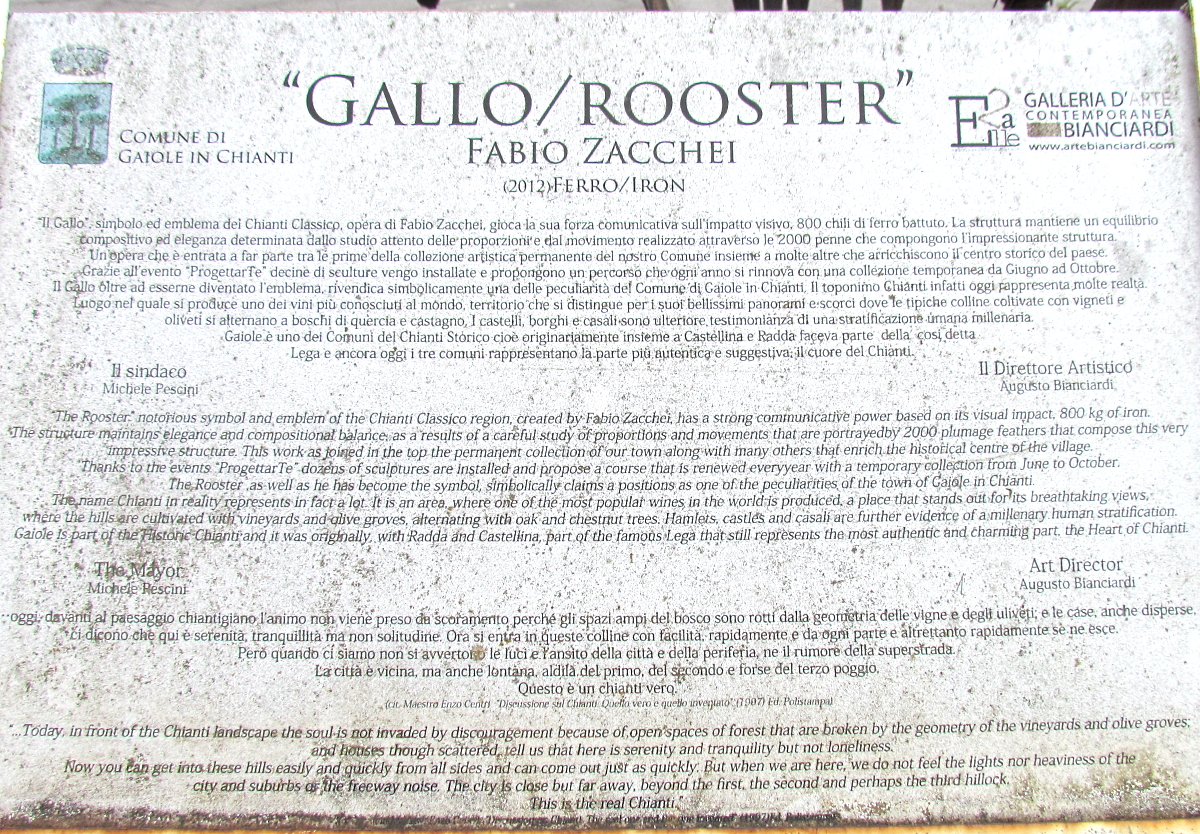 "GALLO/ROOSTER"
COMUNE DI
GAIOLE IN CHIANTI
FABIO ZACCHEI
(2012)FERRO/IRON
GALLERIA D'ARTE
CONTEMPORANEA
BIANCIARDI
www.artebianciardi.com
"Il Gallo", simbolo ed emblema del Chianti Classico, opera di Fabio Zacchei, gioca la sua forza comunicativa sull'impatto visivo, 800 chili di ferro battuto. La struttura mantiene un equilibrio
compositivo ed eleganza determinata dallo studio attento delle proporzioni e dal movimento realizzato attraverso le 2000 penne che compongono l'impressionante struttura.
Un'opera che è entrata a far parte tra le prime della collezione artistica permanente del nostro Comune insieme a molte altre che arricchiscono il centro storico del paese.
Grazie all'evento "ProgettarTe" decine di sculture vengo installate e propongono un percorso che ogni anno si rinnova con una collezione temporanea da Giugno ad Ottobre.
Il Gallo oltre ad esserne diventato l'emblema, rivendica simbolicamente una delle peculiarità del Comune di Gaiole in Chianti. Il toponimo Chianti infatti oggi rappresenta molte realtà.
Luogo nel quale si produce uno dei vini più conosciuti al mondo, territorio che si distingue per i suoi bellissimi panorami e scorci dove le tipiche colline coltivate con vigneti e
oliveti si alternano a boschi di quercia e castagno. I castelli, borghi e casali sono ulteriore testimonianza di una stratificazione umana millenaria.
Gaiole è uno dei Comuni del Chianti Storico cioè originariamente insieme a Castellina e Radda faceva parte della così detta
Lega e ancora oggi i tre comuni rappresentano la parte più autentica e suggestiva: il cuore del Chianti.
Il sindaco
Michele Pescini
Il Direttore Artistico
Augusto Bianciardi
"The Rooster," notorious symbol and emblem of the Chianti Classico region, created by Fabio Zacchei, has a strong communicative power based on its visual impact, 800 kg of iron.
The structure maintains elegance and compositional balance, as a results of a careful study of proportions and movements that are portrayedby 2000 plumage feathers that compose this very
impressive structure. This work as joined in the top the permanent collection of our town along with many others that enrich the historical centre of the village.
Thanks to the events "ProgettarTe" dozens of sculptures are installed and propose a course that is renewed everyyear with a temporary collection from June to October.
The Rooster ,as well as he has become the symbol, simbolically claims a positions as one of the peculiarities of the town of Gaiole in Chianti.
The name Chianti in reality represents in fact a lot. It is an area, where one of the most popular wines in the world is produced, a place that stands out for its breathtaking views,
where the hills are cultivated with vineyards and olive groves, alternating with oak and chestnut trees. Hamlets, castles and casali are further evidence of a millenary human stratification.
Gaiole is part of the Historic Chianti and it was originally, with Radda and Castellina, part of the famous Lega that still represents the most authentic and charming part, the Heart of Chianti.
The Mayor
Michele Pescini
Art Director
Augusto Bianciardi
oggi, davanti al paesaggio chiantigiano l'animo non viene preso da scoramento perché gli spazi ampi del bosco sono rotti dalla geometria delle vigne e degli uliveti, e le case, anche disperse,
ci dicono che qui è serenità, tranquillità ma non solitudine. Ora si entra in queste colline con facilità, rapidamente e da ogni parte e altrettanto rapidamente se ne esce.
Però quando ci siamo non si avvertono le luci e l'ansito della città e della periferia, ne il rumore della superstrada.
La città è vicina, ma anche lontana, aldilà del primo, del secondo e forse del terzo poggio.
Questo è un chianti vero."
(cit. Maestro Enzo Centri "Discussione sul Chianti. Quello vero e quello inventato" (1997) Ed. Polistampa)
"...Today, in front of the Chianti landscape the soul is not invaded by discouragement because of open spaces of forest that are broken by the geometry of the vineyards and olive groves;
and houses though scattered, tell us that here is serenity and tranquility but not loneliness.
Now you can get into these hills easily and quickly from all sides and can come out just as quickly. But when we are here, we do not feel the lights nor heaviness of the
city and suburbs or the freeway noise. The city is close but far away, beyond the first, the second and perhaps the third hillock.
This is the real Chianti."